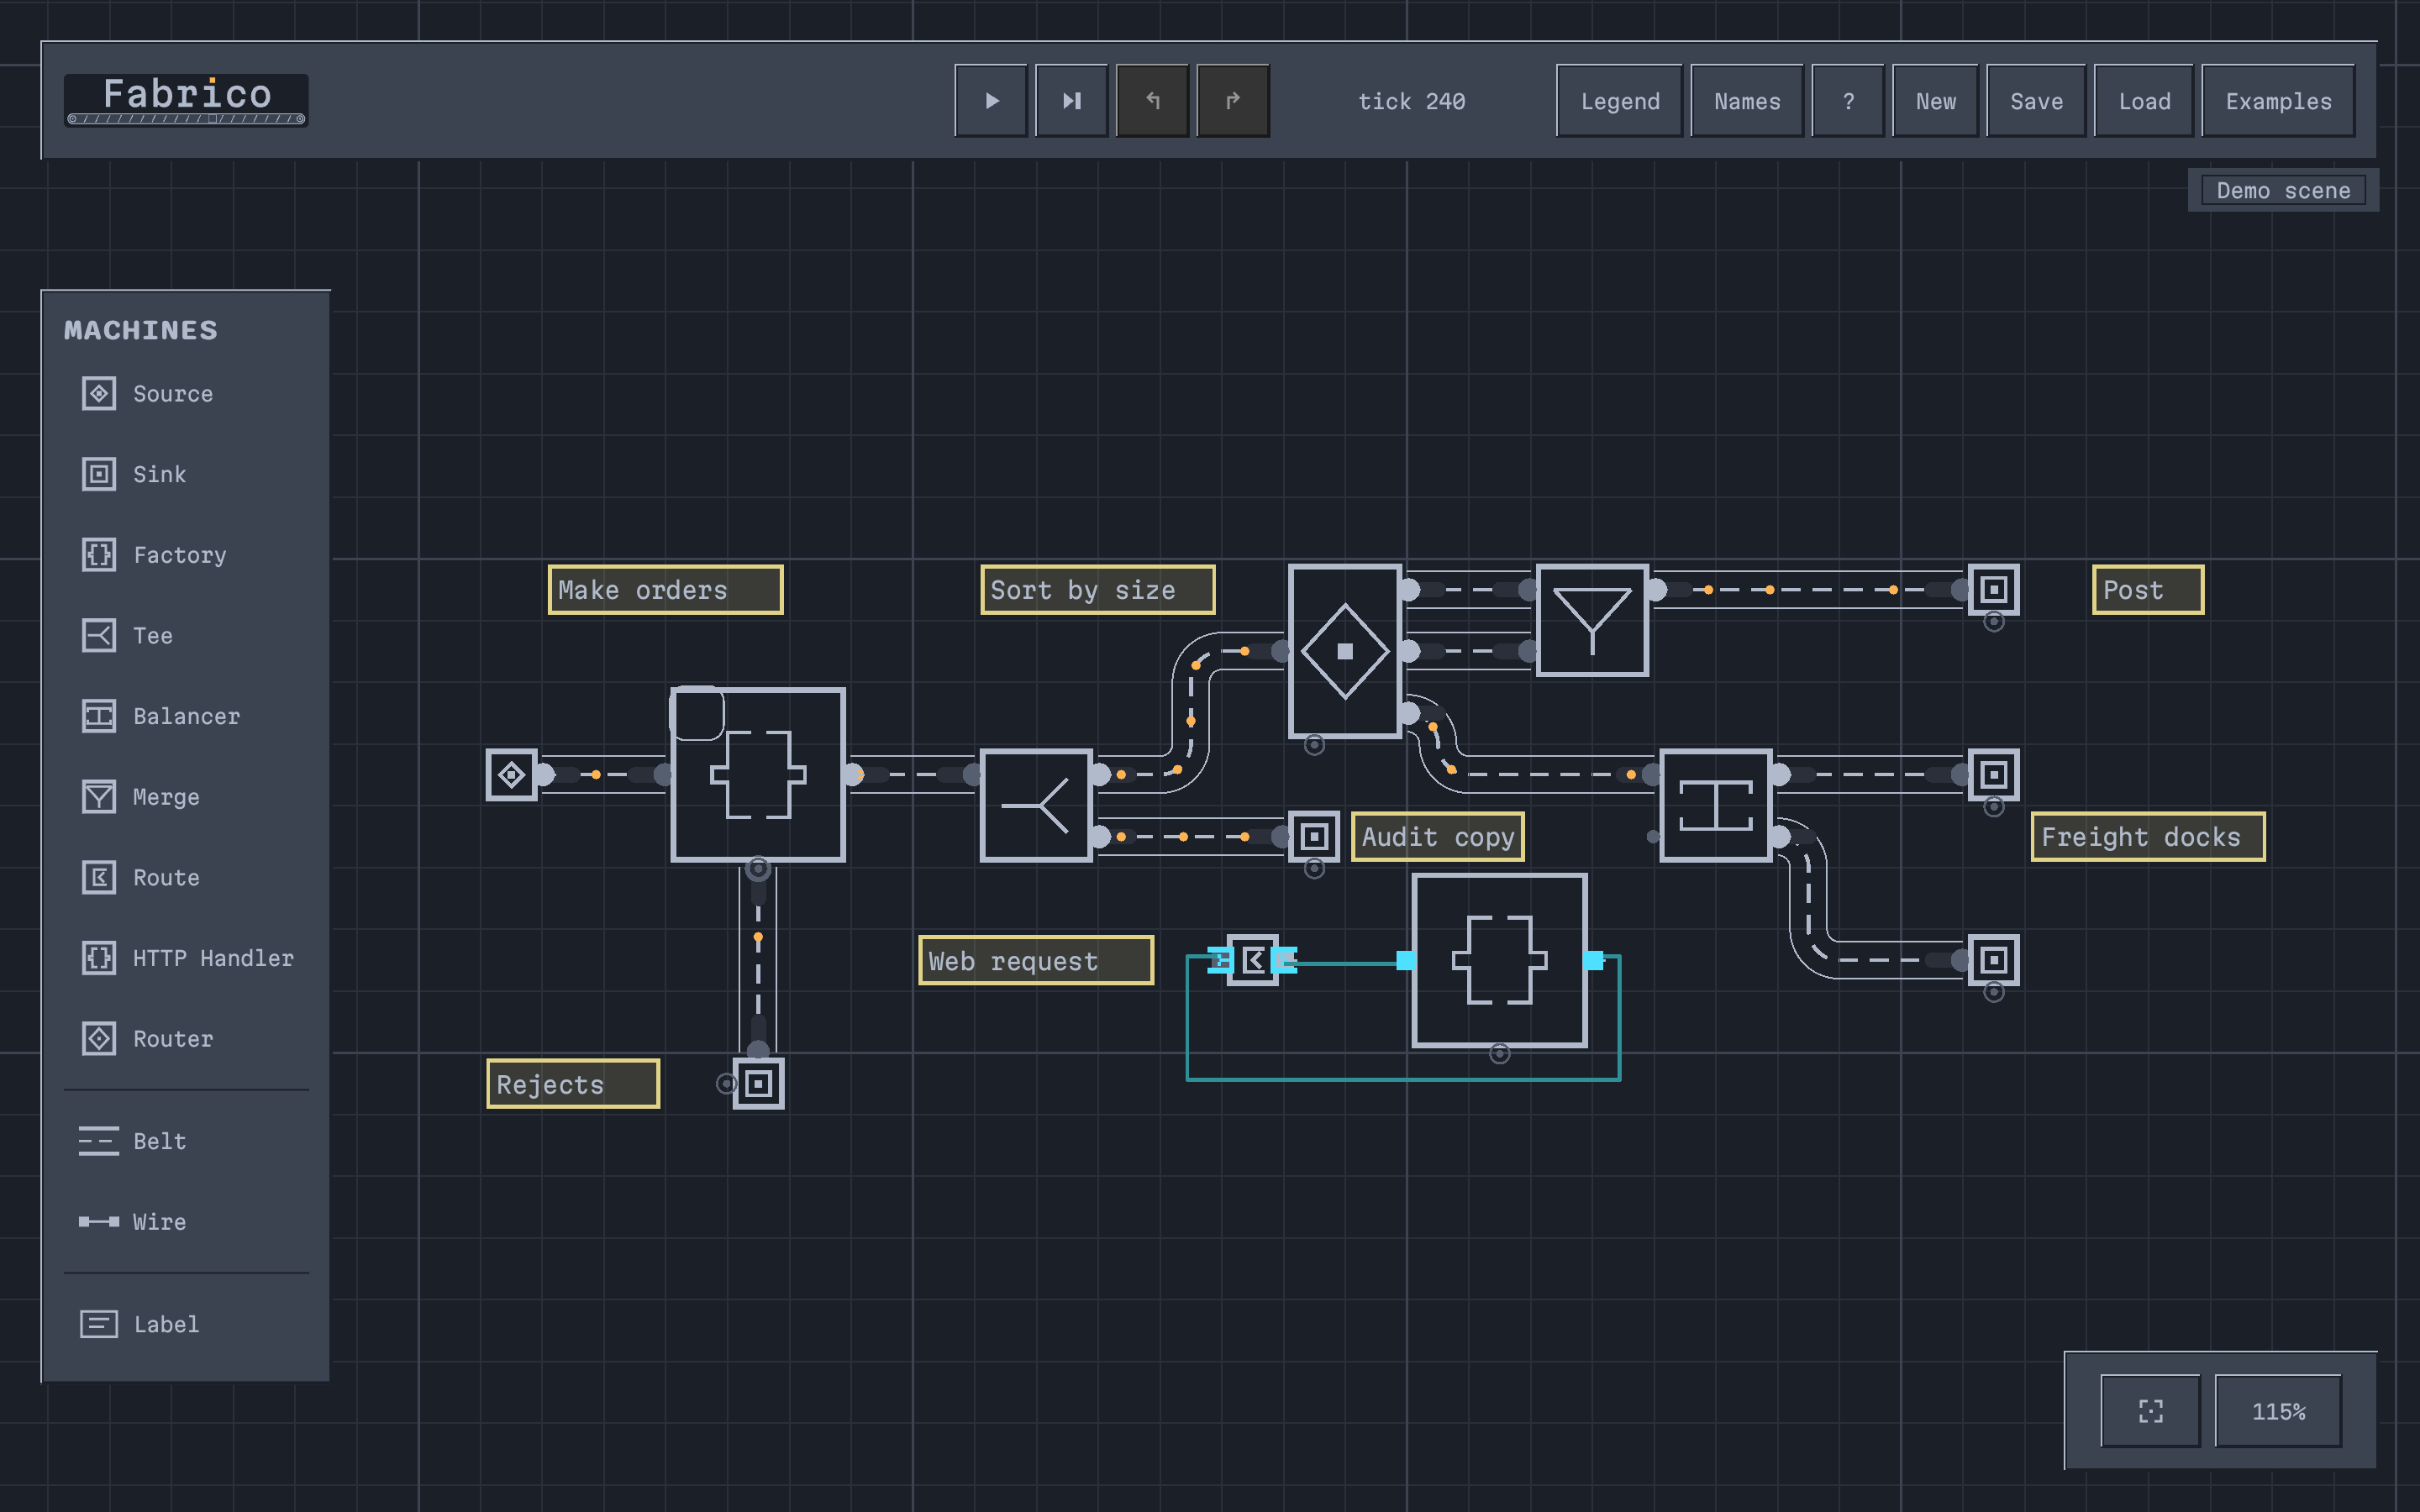 Fabrico
tick 240
Legend
Names
?
New
Save
Load
Examples
Demo scene
MACHINES
Source
Sink
Factory
Tee
Balancer
Merge
Route
HTTP Handler
Router
Belt
Wire
Label
Make orders
Sort by size
Post
Audit copy
Freight docks
Web request
Rejects
115%